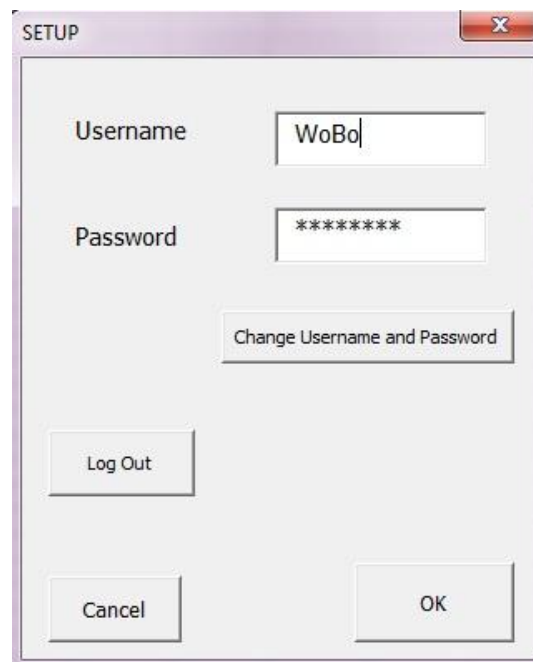 SETUP
Username WoBo
Password ********
Change Username and Password
Log Out
Cancel OK